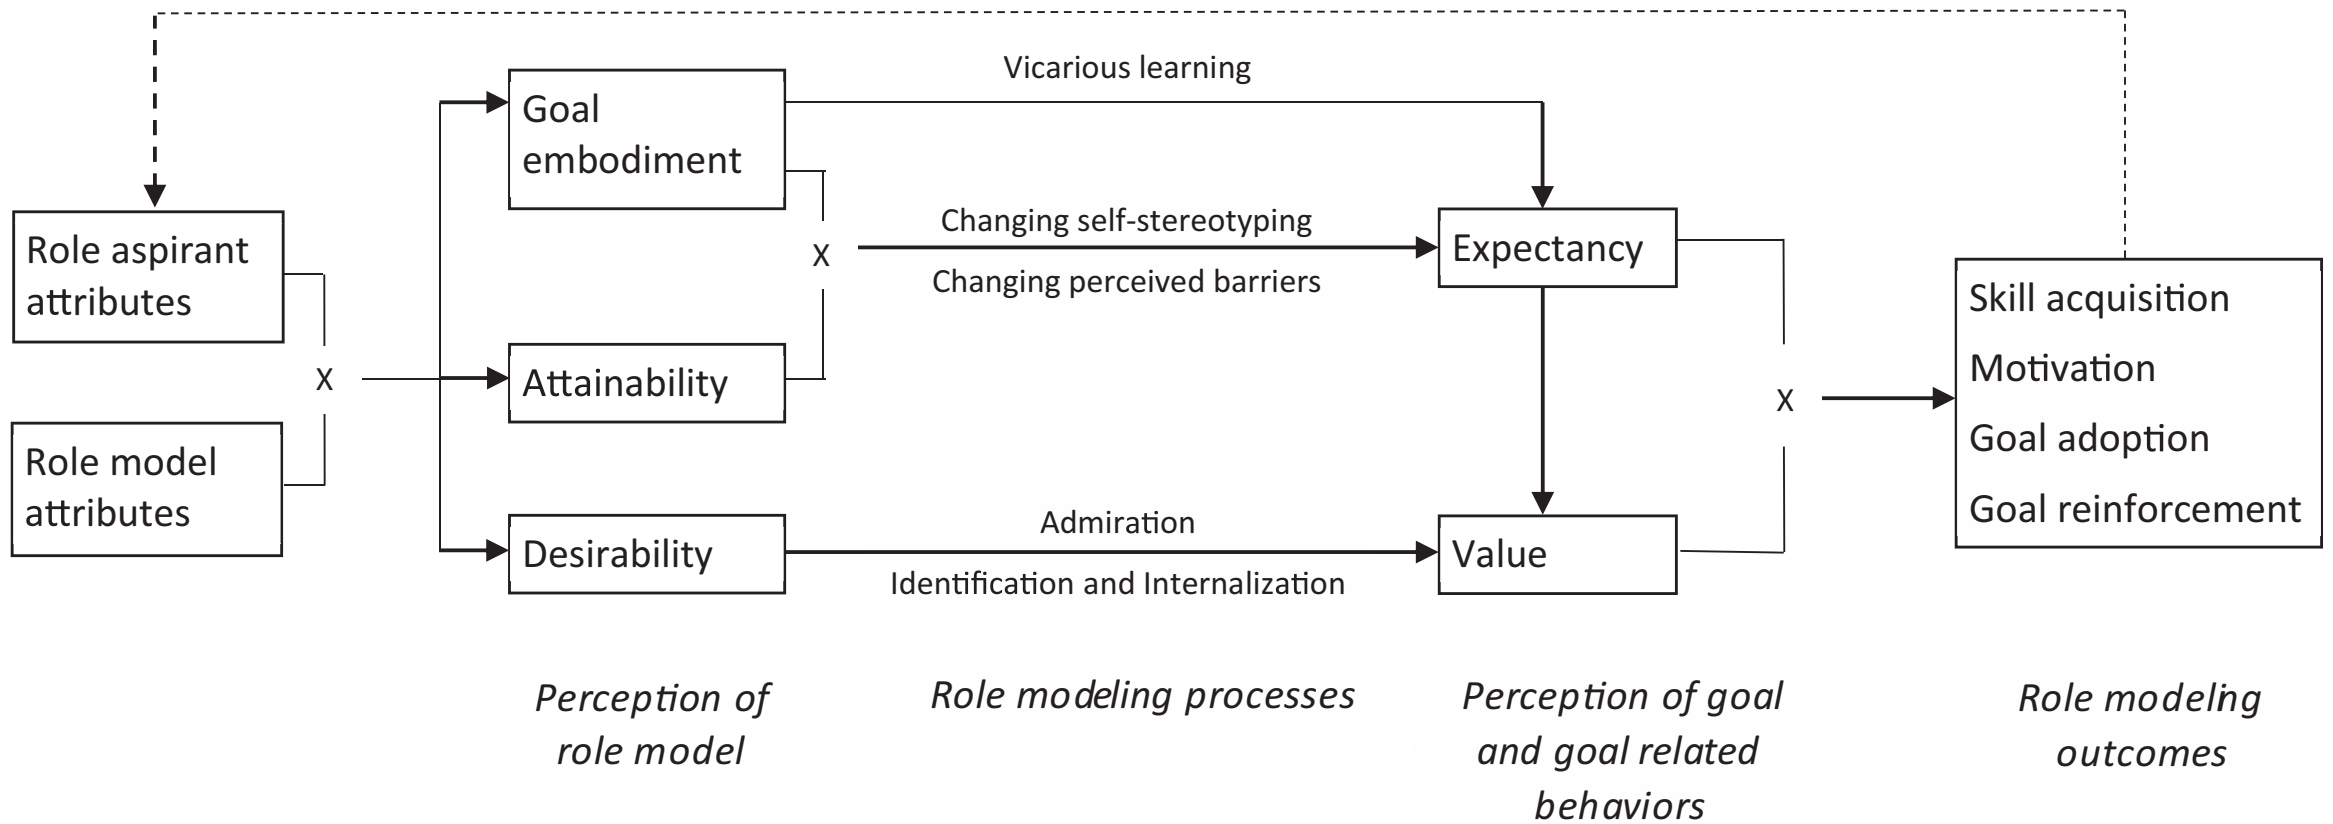 Vicarious learning
Goal
embodiment
Role aspirant
attributes
X
Role model
attributes
X
Attainability
Desirability
Changing self-stereotyping
Changing perceived barriers
Admiration
Identification and Internalization
Expectancy
Value
X
Skill acquisition
Motivation
Goal adoption
Goal reinforcement
Perception of
role model
Role modeling processes
Perception of goal
and goal related
behaviors
Role modeling
outcomes